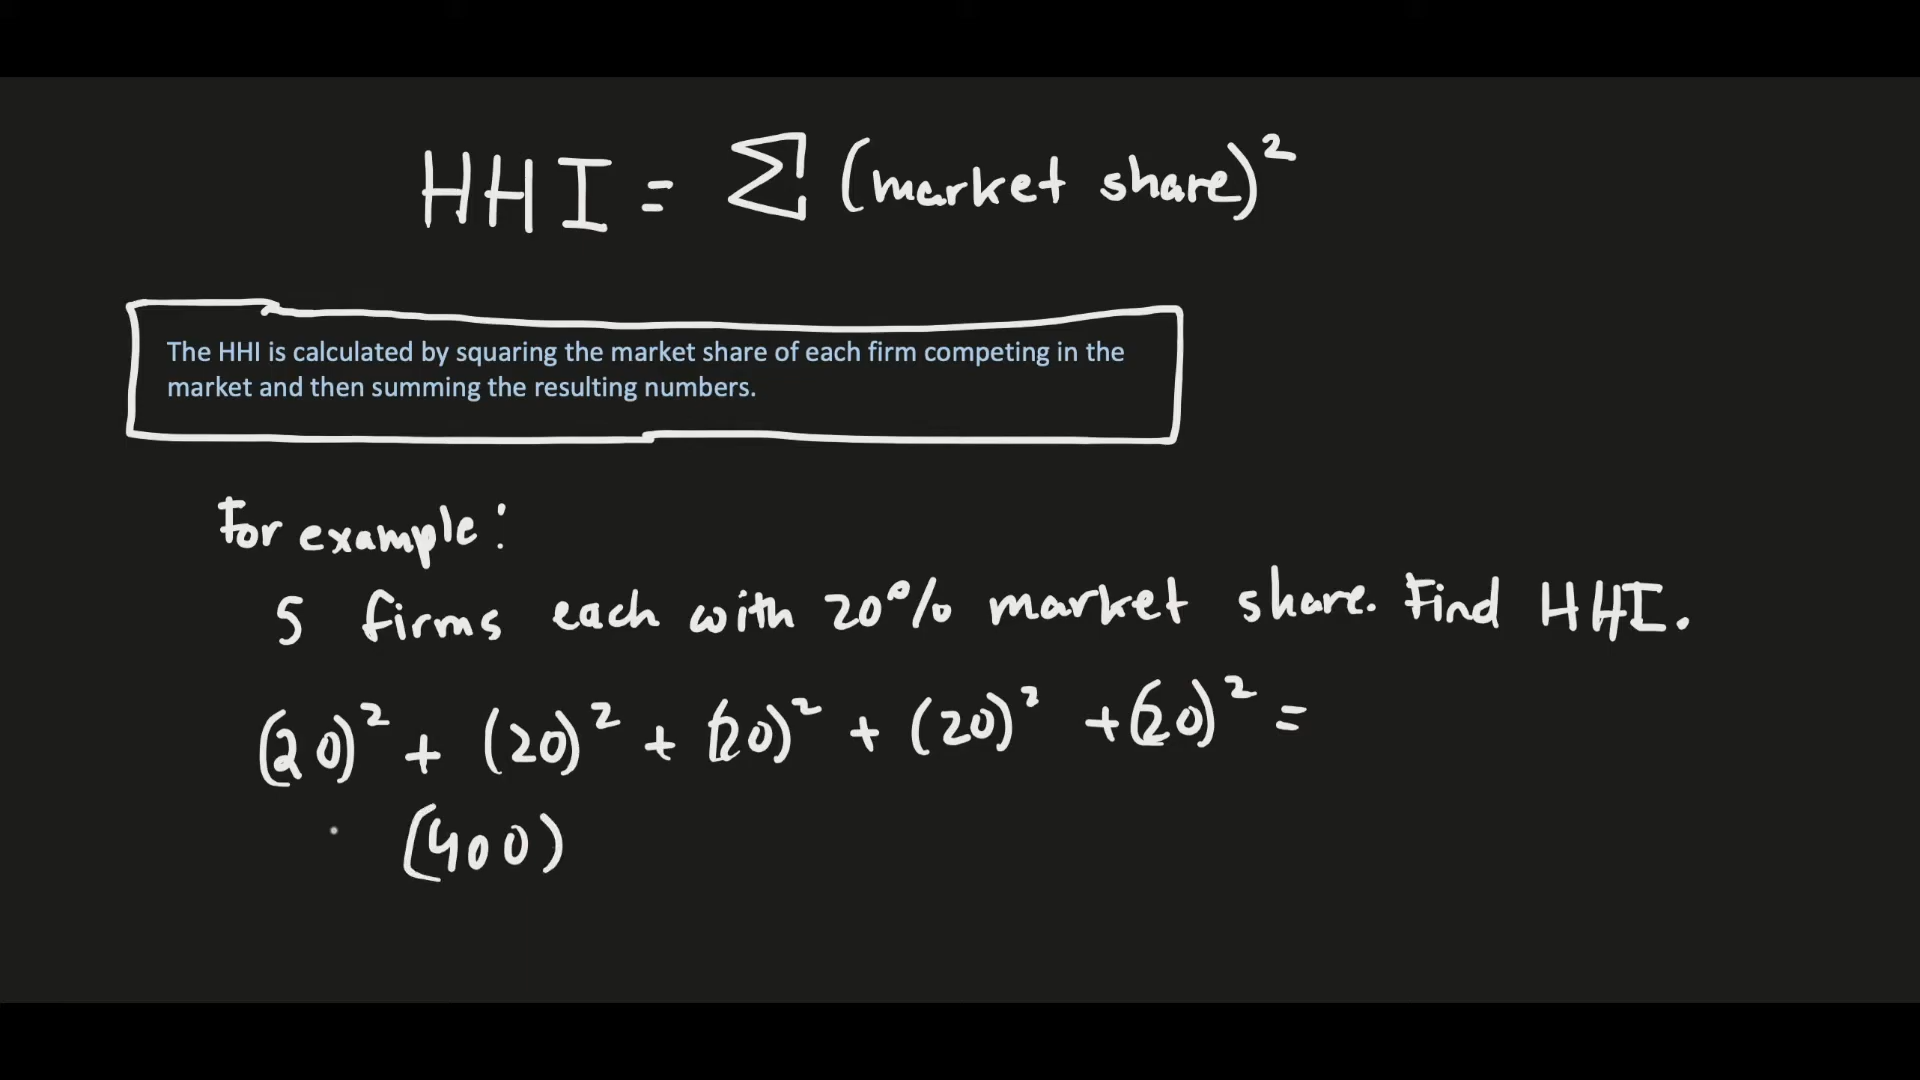 HHI = Σ (market share)²
The HHI is calculated by squaring the market share of each firm competing in the
market and then summing the resulting numbers.
For example:
5 firms each with 20% market share. Find HHI.
(20)² + (20)² + (20)² + (20)² + (20)² =
(400)